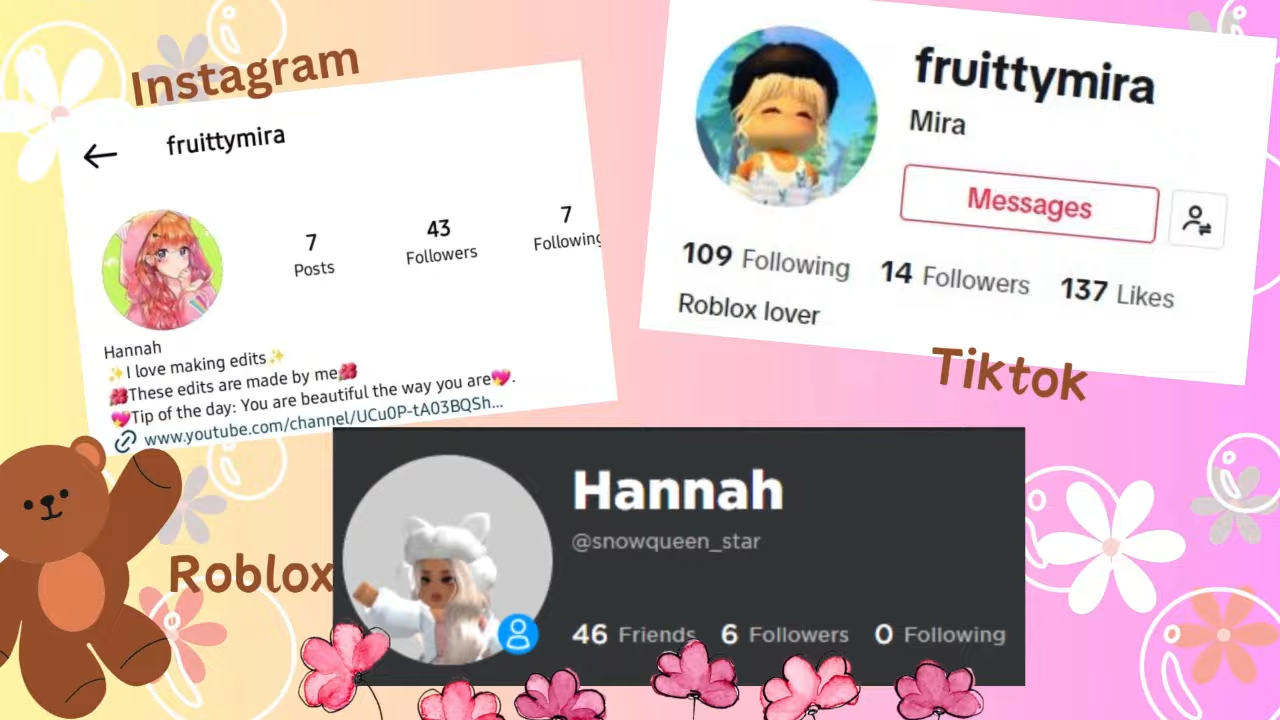 Instagram
fruittymira
7 43 7
Posts Followers Following
Hannah
✨I love making edits✨
🌺These edits are made by me🌺
💖Tip of the day: You are beautiful the way you are💖.
www.youtube.com/channel/UCu0P-tA03BQSh...
fruittymira
Mira
Messages
109 Following 14 Followers 137 Likes
Roblox lover
Tiktok
Roblox
Hannah
@snowqueen_star
46 Friends 6 Followers 0 Following